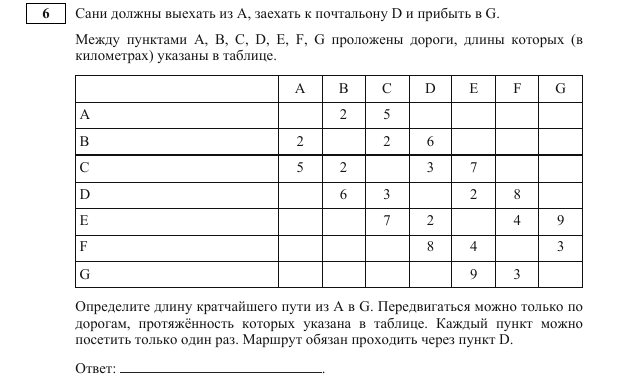 6
Сани должны выехать из А, заехать к почтальону D и прибыть в G.
Между пунктами A, B, C, D, E, F, G проложены дороги, длины которых (в
километрах) указаны в таблице.
A B C D E F G
A 2 5
B 2 2 6
C 5 2 3 7
D 6 3 2 8
E 7 2 4 9
F 8 4 3
G 9 3
Определите длину кратчайшего пути из А в G. Передвигаться можно только по
дорогам, протяжённость которых указана в таблице. Каждый пункт можно
посетить только один раз. Маршрут обязан проходить через пункт D.
Ответ: .